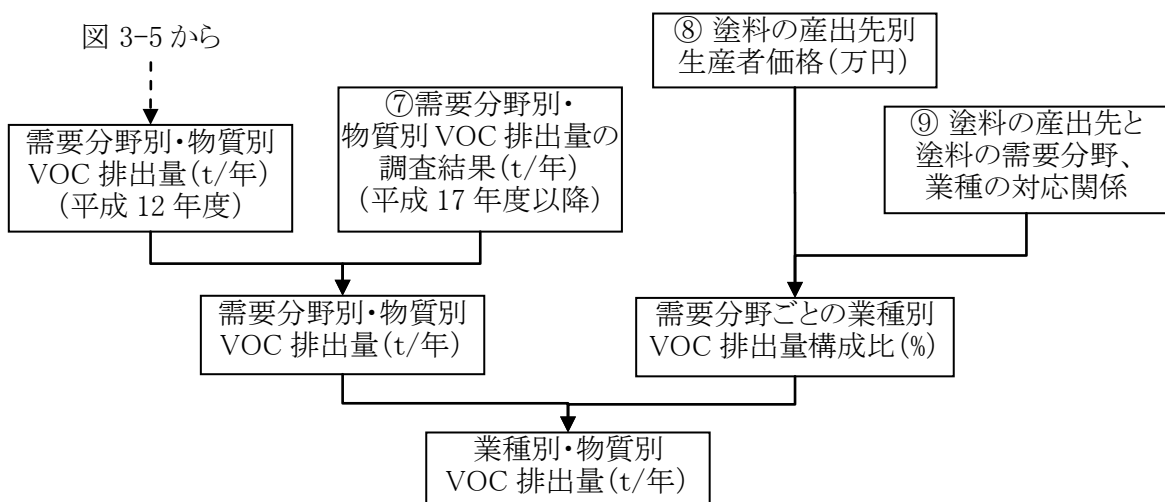 図 3-5 から
⑧ 塗料の産出先別
生産者価格(万円)
需要分野別・物質別
VOC 排出量(t/年)
(平成 12 年度)
⑦需要分野別・
物質別 VOC 排出量の
調査結果(t/年)
(平成 17 年度以降)
⑨ 塗料の産出先と
塗料の需要分野、
業種の対応関係
需要分野別・物質別
VOC 排出量(t/年)
需要分野ごとの業種別
VOC 排出量構成比(%)
業種別・物質別
VOC 排出量(t/年)